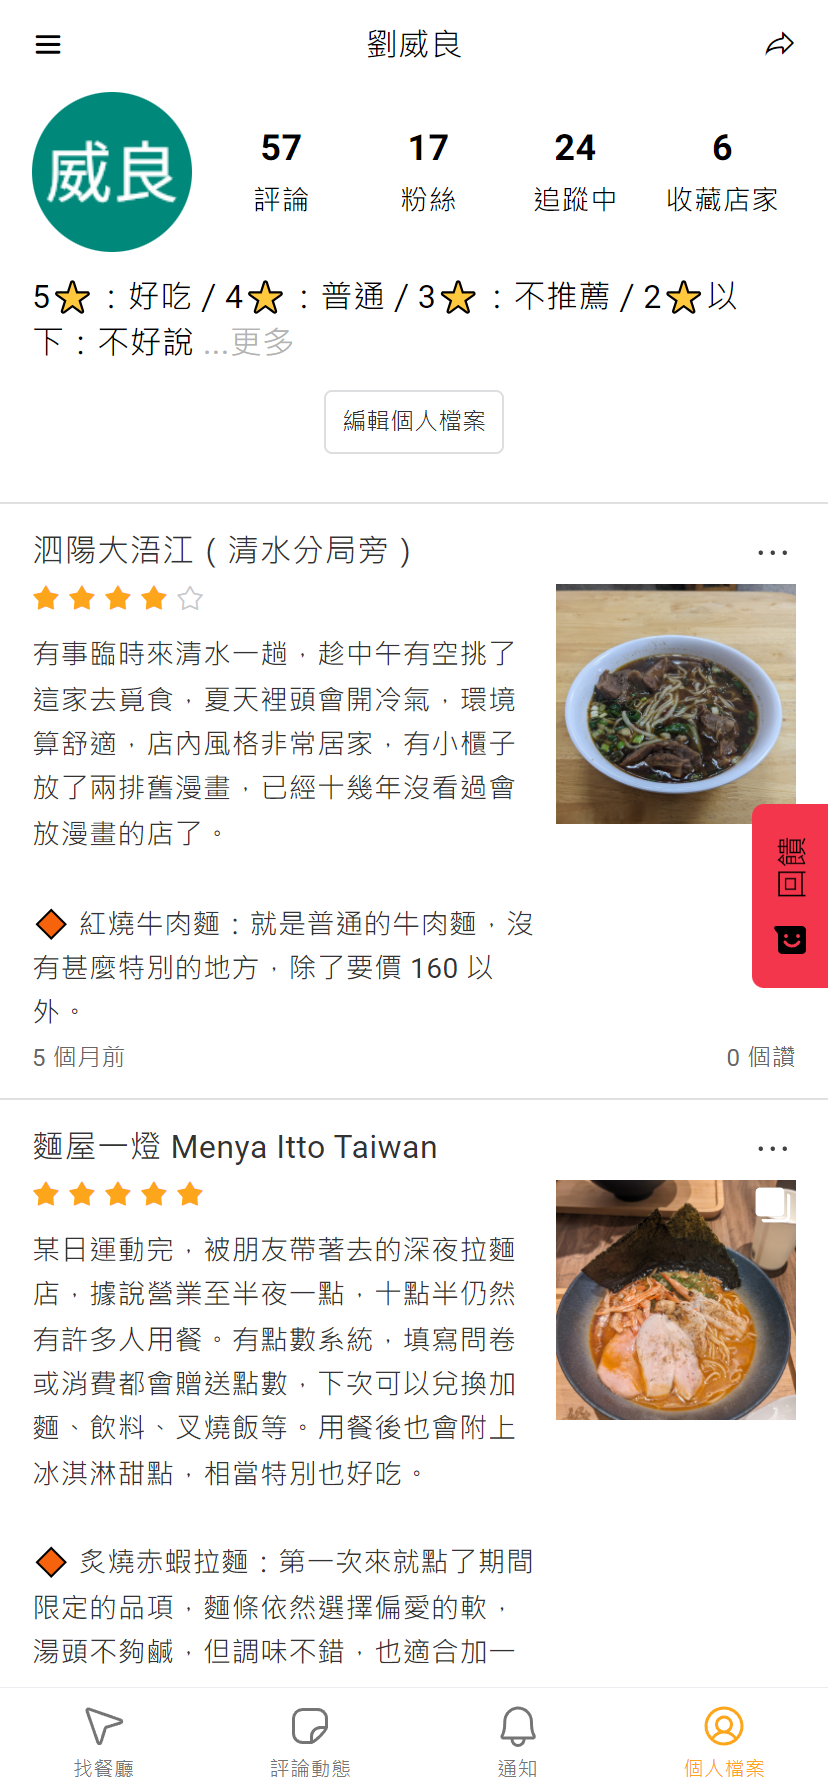 劉威良
威良
57
評論
17
粉絲
24
追蹤中
6
收藏店家
5⭐：好吃 / 4⭐：普通 / 3⭐：不推薦 / 2⭐以
下：不好說 ...更多
編輯個人檔案
泗陽大浯江（清水分局旁）
有事臨時來清水一趟，趁中午有空挑了
這家去覓食，夏天裡頭會開冷氣，環境
算舒適，店內風格非常居家，有小櫃子
放了兩排舊漫畫，已經十幾年沒看過會
放漫畫的店了。
🔶 紅燒牛肉麵：就是普通的牛肉麵，沒
有甚麼特別的地方，除了要價 160 以
外。
5 個月前
0 個讚
回饋
麵屋一燈 Menya Itto Taiwan
某日運動完，被朋友帶著去的深夜拉麵
店，據說營業至半夜一點，十點半仍然
有許多人用餐。有點數系統，填寫問卷
或消費都會贈送點數，下次可以兌換加
麵、飲料、叉燒飯等。用餐後也會附上
冰淇淋甜點，相當特別也好吃。
🔶 炙燒赤蝦拉麵：第一次來就點了期間
限定的品項，麵條依然選擇偏愛的軟，
湯頭不夠鹹，但調味不錯，也適合加一
找餐廳
評論動態
通知
個人檔案